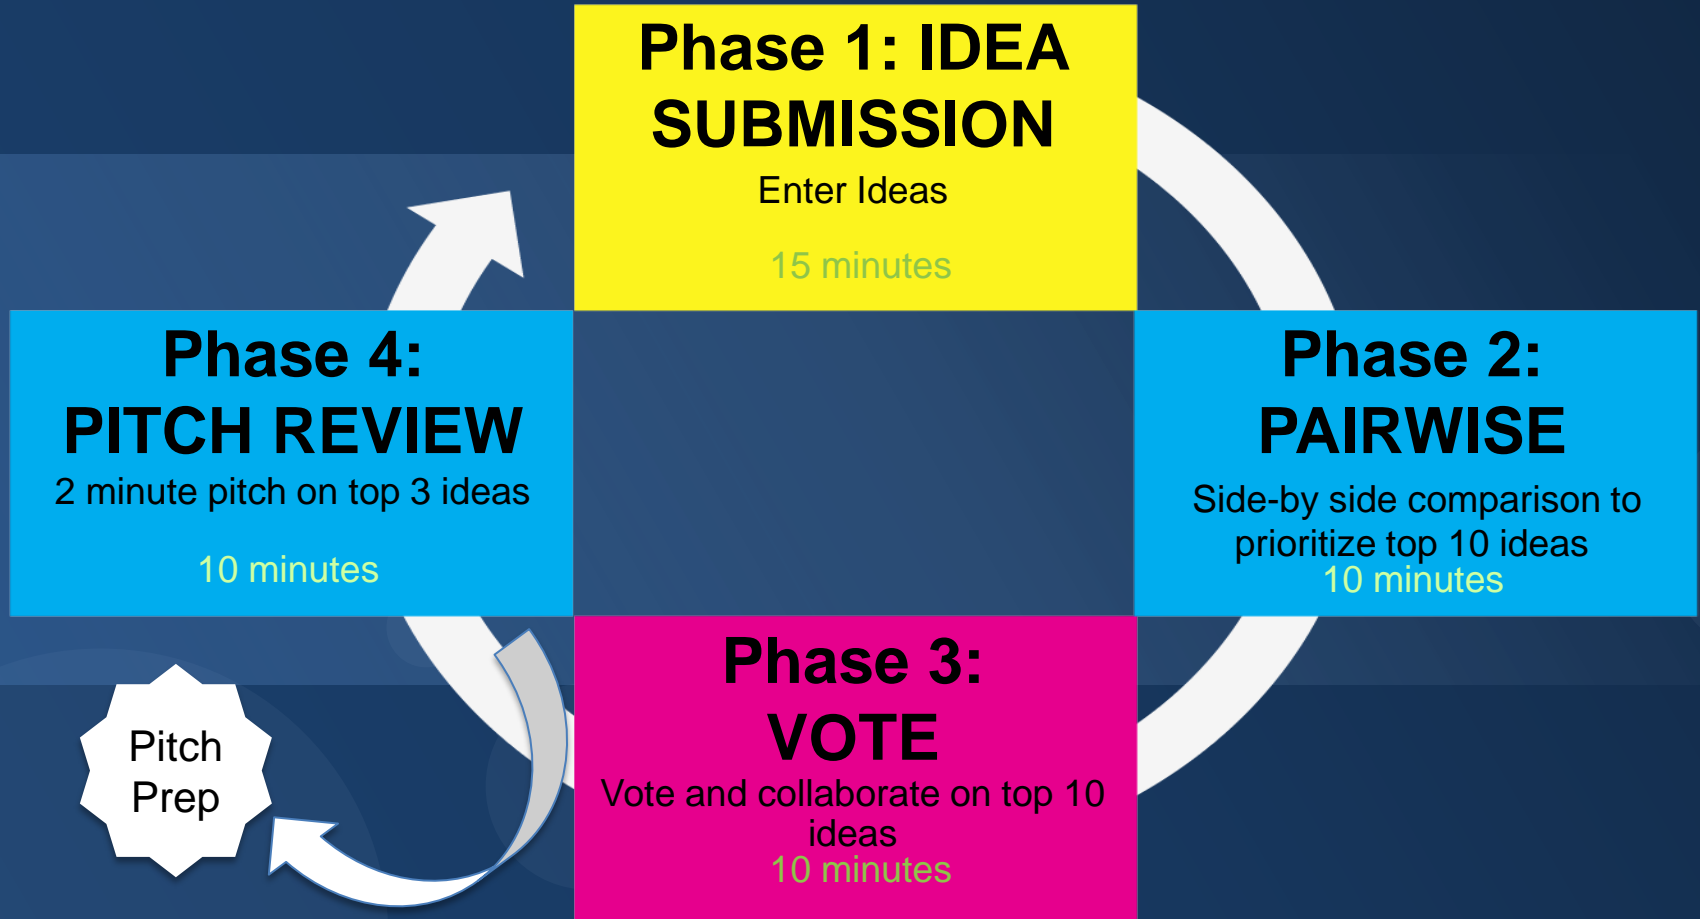 Phase 1: IDEA
SUBMISSION
Enter Ideas
15 minutes
Phase 2:
PAIRWISE
Side-by side comparison to
prioritize top 10 ideas
10 minutes
Phase 3:
VOTE
Vote and collaborate on top 10
ideas
10 minutes
Phase 4:
PITCH REVIEW
2 minute pitch on top 3 ideas
10 minutes
Pitch
Prep